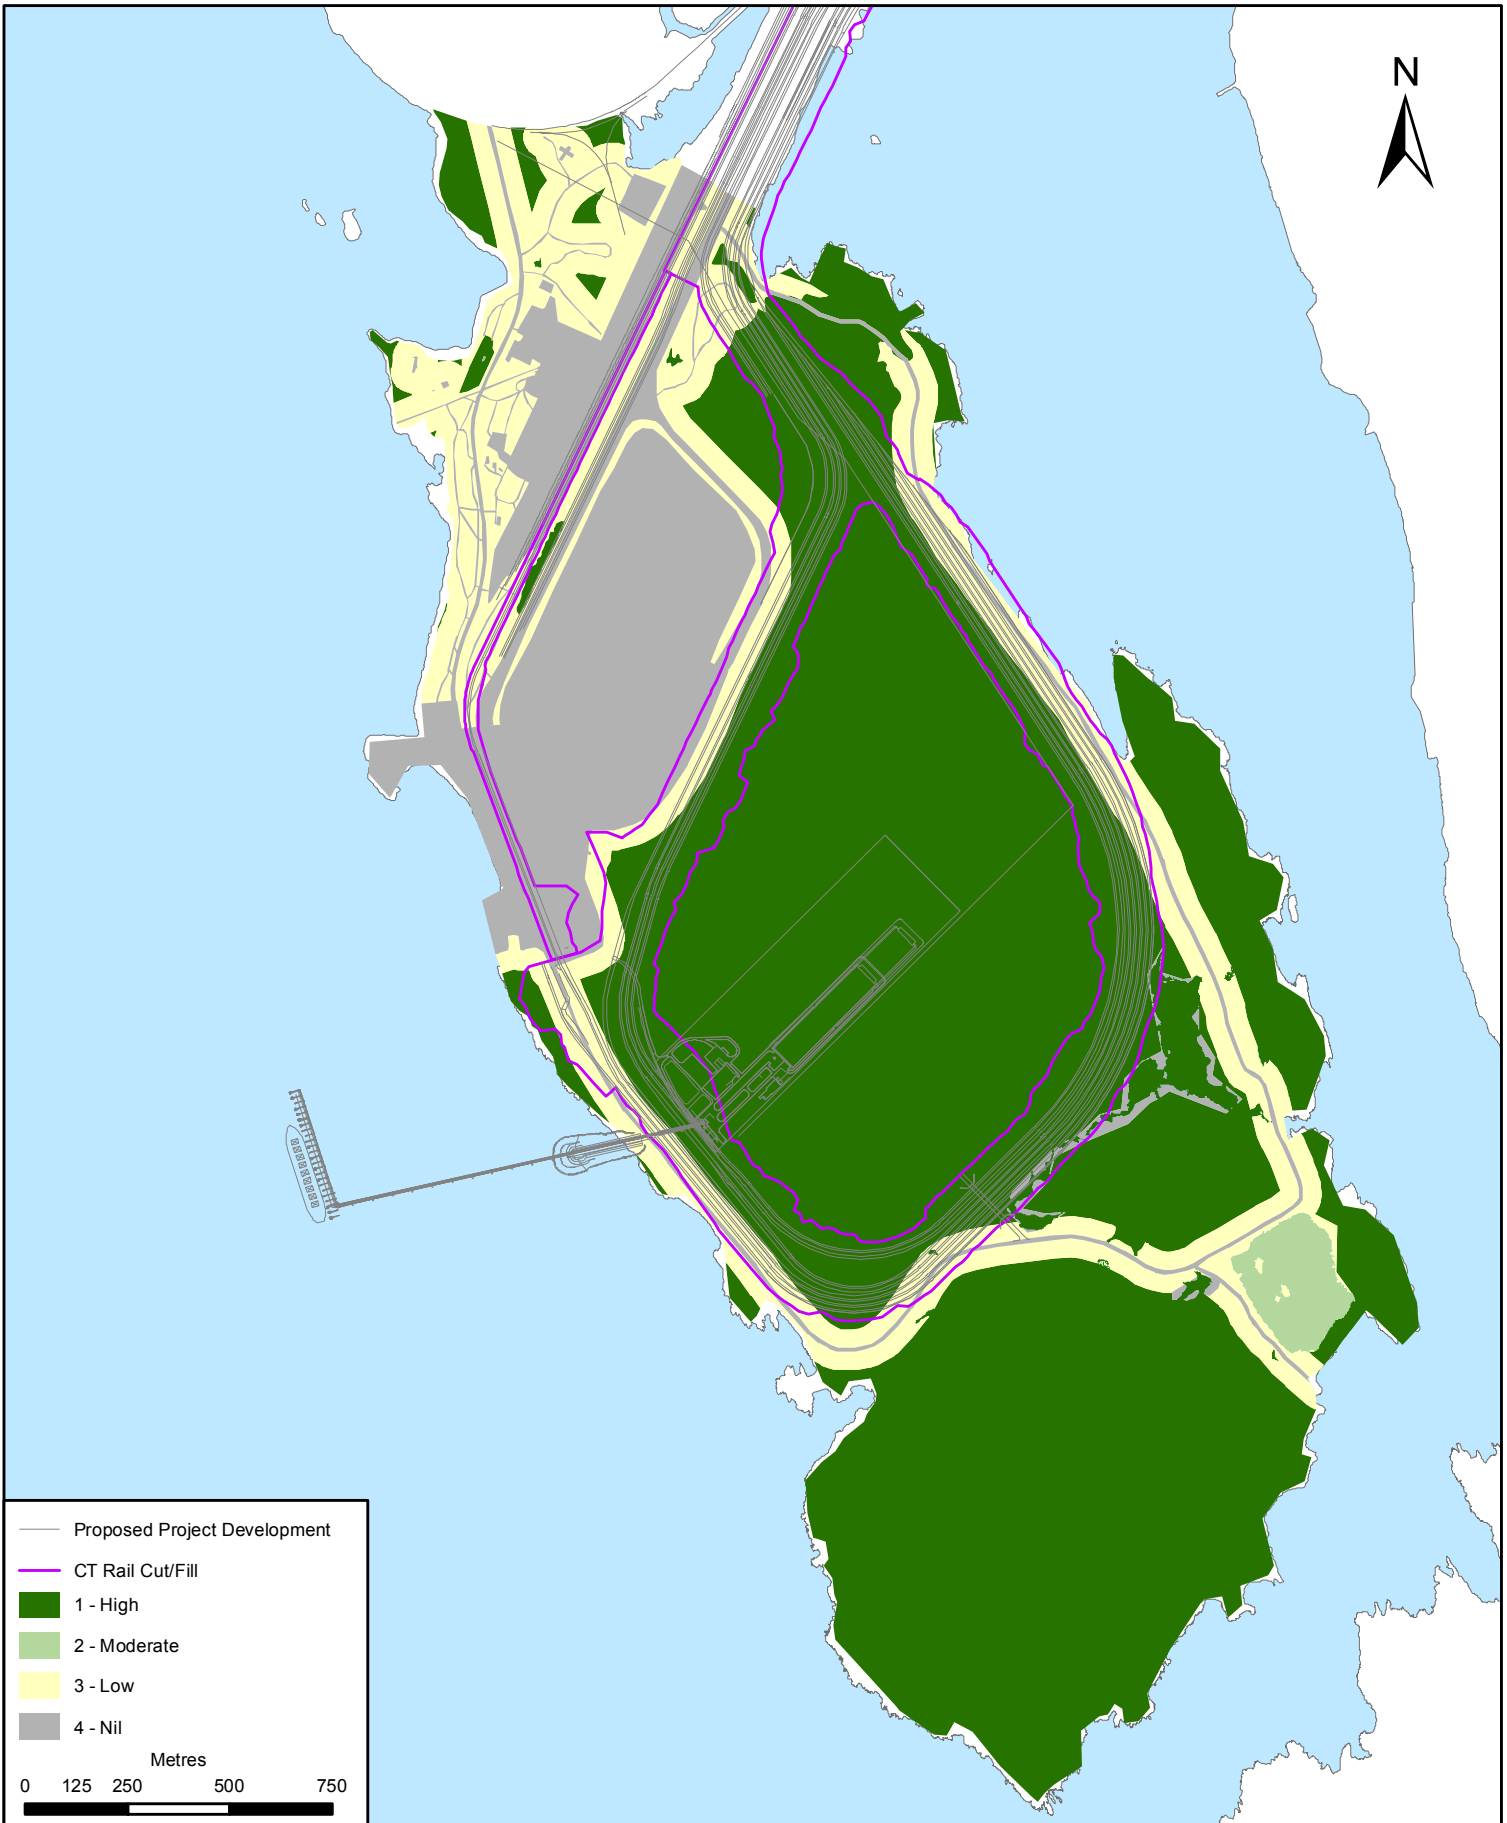 N
Proposed Project Development
CT Rail Cut/Fill
1 - High
2 - Moderate
3 - Low
4 - Nil
Metres
0 125 250 500 750